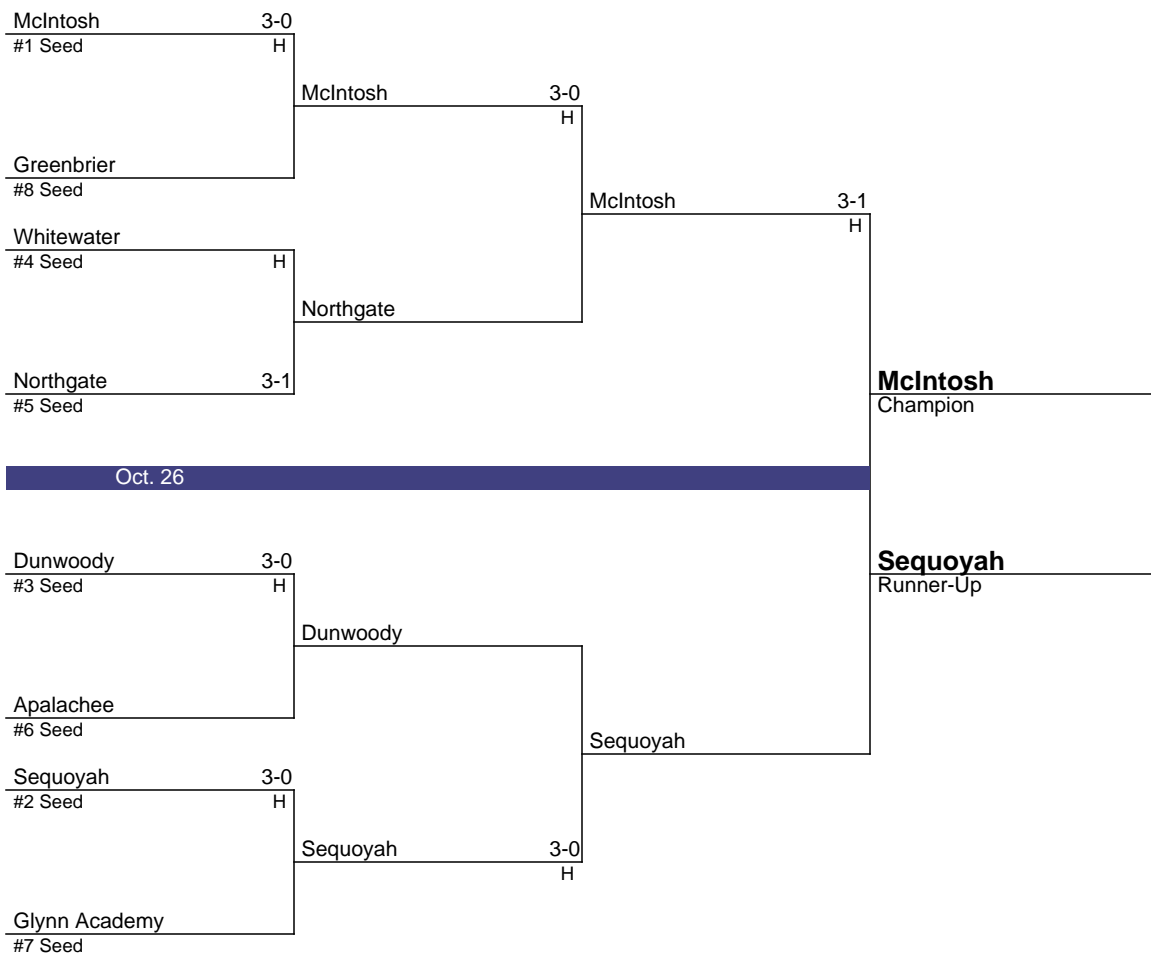 McIntosh 3-0
#1 Seed H
McIntosh 3-0
H
Greenbrier
#8 Seed
McIntosh 3-1
H
Whitewater
#4 Seed H
Northgate
Northgate 3-1
#5 Seed
McIntosh
Champion
Oct. 26
Dunwoody 3-0
#3 Seed H
Sequoyah
Runner-Up
Dunwoody
Apalachee
#6 Seed
Sequoyah
Sequoyah 3-0
#2 Seed H
Sequoyah 3-0
H
Glynn Academy
#7 Seed